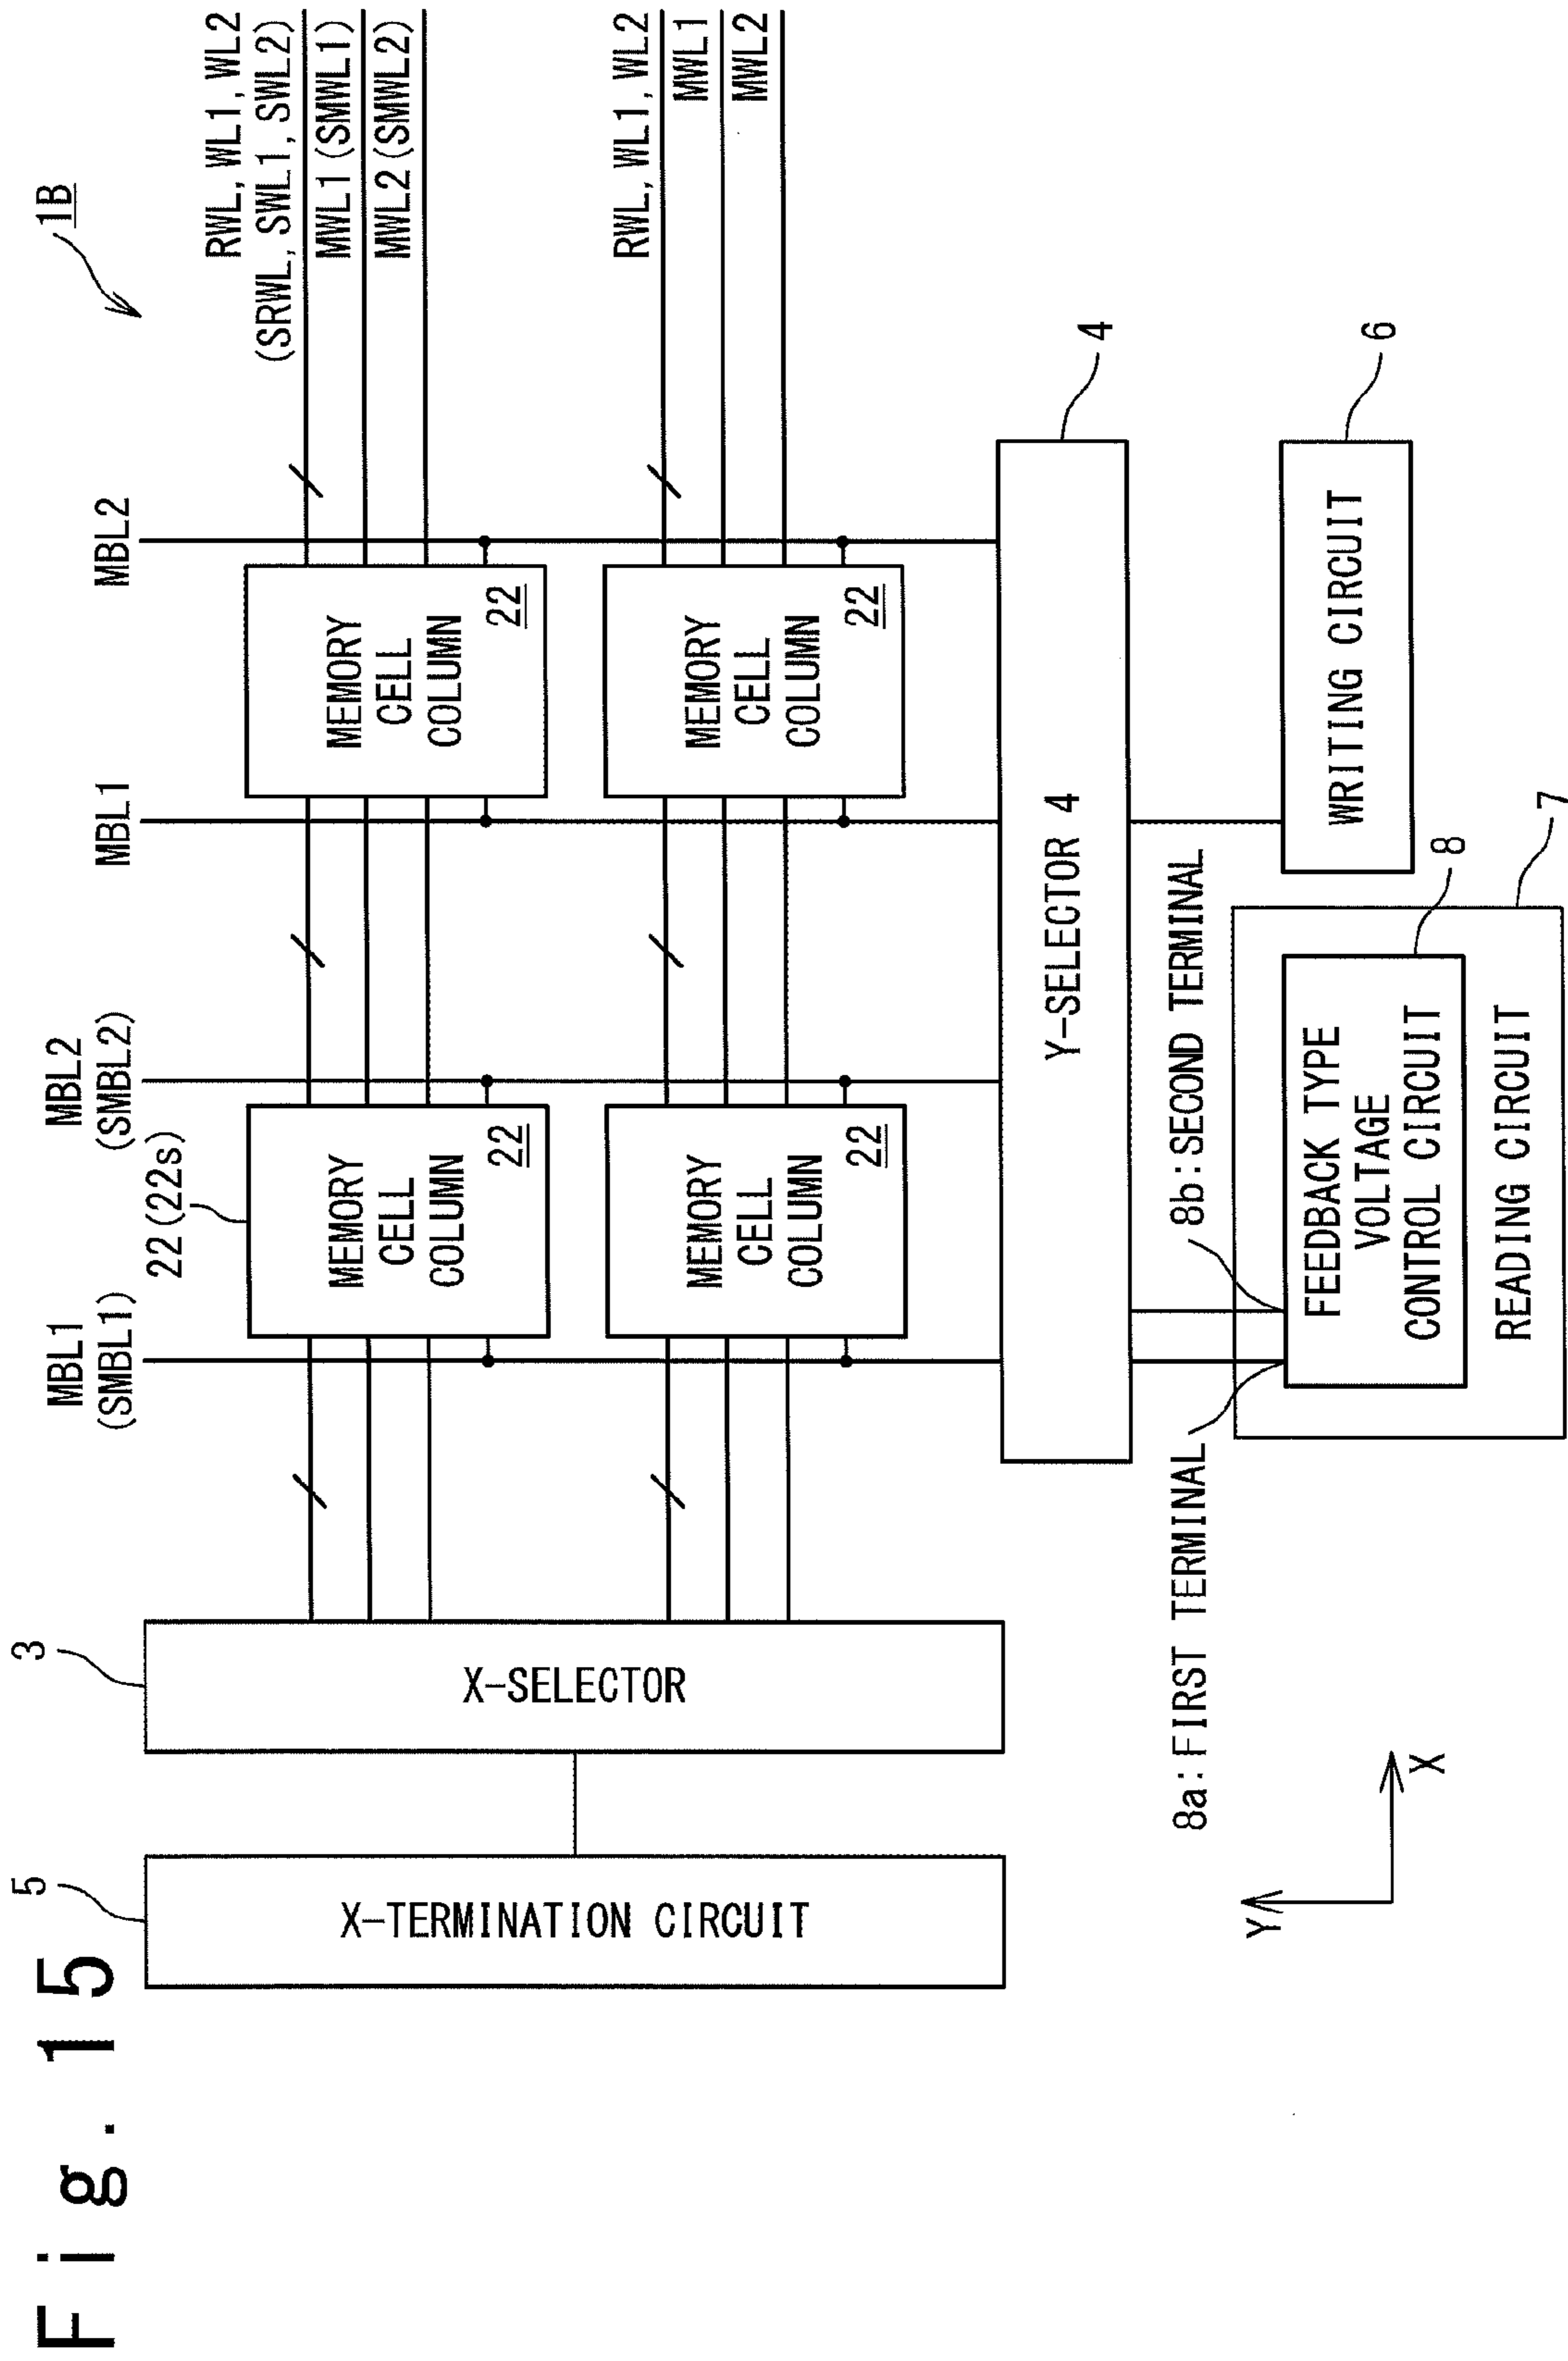 Fig. 15
1B
5
X-TERMINATION CIRCUIT
3
X-SELECTOR
MBL1
(SMBL1)
22(22s)
MBL2
(SMBL2)
MBL1
MBL2
RWL, WL1, WL2
(SRWL, SWL1, SWL2)
MWL1(SMWL1)
MWL2(SMWL2)
MEMORY
CELL
COLUMN
22
MEMORY
CELL
COLUMN
22
RWL, WL1, WL2
MWL1
MWL2
MEMORY
CELL
COLUMN
22
MEMORY
CELL
COLUMN
22
Y-SELECTOR 4
4
8a:FIRST TERMINAL
8b:SECOND TERMINAL
FEEDBACK TYPE
VOLTAGE
CONTROL CIRCUIT
8
READING CIRCUIT
7
WRITING CIRCUIT
6
Y
X